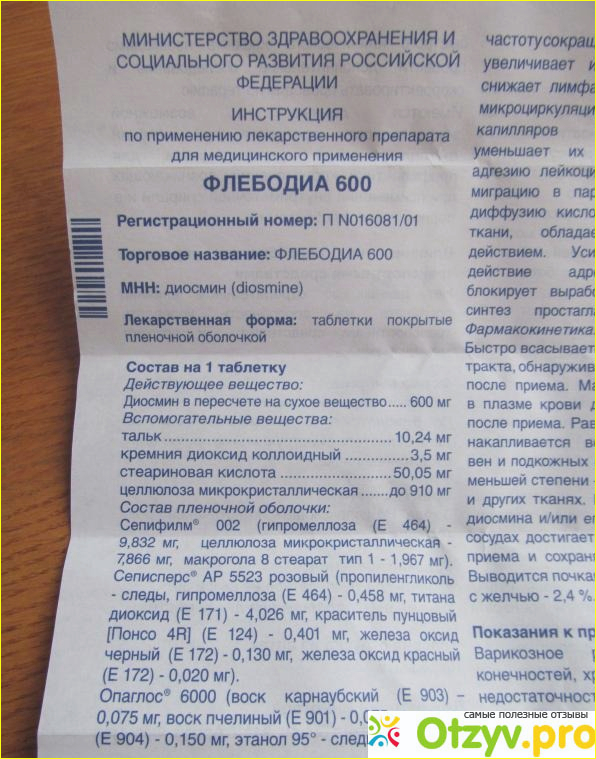 МИНИСТЕРСТВО ЗДРАВООХРАНЕНИЯ И
СОЦИАЛЬНОГО РАЗВИТИЯ РОССИЙСКОЙ
ФЕДЕРАЦИИ
ИНСТРУКЦИЯ
по применению лекарственного препарата
для медицинского применения
ФЛЕБОДИА 600
Регистрационный номер: П N016081/01
Торговое название: ФЛЕБОДИА 600
МНН: диосмин (diosmine)
Лекарственная форма: таблетки покрытые
пленочной оболочкой
Состав на 1 таблетку
Действующее вещество:
Диосмин в пересчете на сухое вещество..... 600 мг
Вспомогательные вещества:
тальк................................................... 10,24 мг
кремния диоксид коллоидный ............... 3,5 мг
стеариновая кислота .......................... 50,05 мг
целлюлоза микрокристаллическая .......до 910 мг
Состав пленочной оболочки:
Сепифилм® 002 (гипромеллоза (Е 464) -
9,832 мг, целлюлоза микрокристаллическая -
7,866 мг, макрогола 8 стеарат тип 1 - 1,967 мг).
Сеписперс® АР 5523 розовый (пропиленгликоль
- следы, гипромеллоза (Е 464) - 0,458 мг, титана
диоксид (Е 171) - 4,026 мг, краситель пунцовый
[Понсо 4R] (Е 124) - 0,401 мг, железа оксид
черный (Е 172) - 0,130 мг, железа оксид красный
(Е 172) - 0,020 мг).
Опаглос® 6000 (воск карнаубский (Е 903) –
0,075 мг, воск пчелиный (Е 901) -
(Е 904) - 0,150 мг, этанол 95° - след
частоту сокращ
увеличивает и
снижает лимфа
микроциркуляци
капилляров
уменьшает их
адгезию лейкоци
миграцию в пар
диффузию кисло
ткани, обладае
действием. Уси
действие адре
блокирует вырабо
синтез простагла
Фармакокинетика.
Быстро всасывает
тракта, обнаружив
после приема. Ма
в плазме крови д
после приема. Рав
накапливается в
вен и подкожных
меньшей степени -
и других тканях.
диосмина и/или ег
сосудах достигает
приема и сохран
Выводится почка
с желчью - 2,4 %.
Показания к пр
Варикозное р
конечностей, хр
недостаточност
самые полезные отзывы
Otzyv.pro